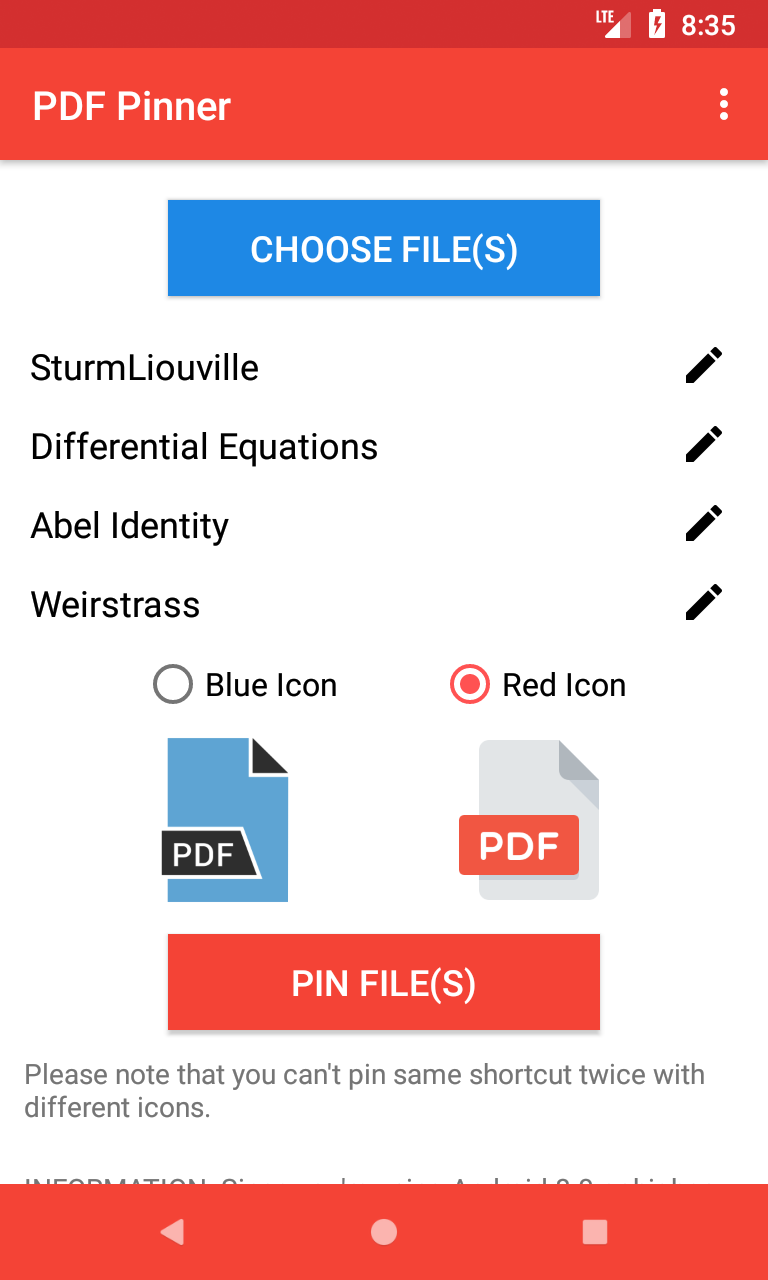 LTE 8:35
PDF Pinner
CHOOSE FILE(S)
SturmLiouville
Differential Equations
Abel Identity
Weirstrass
Blue Icon Red Icon
PDF PDF
PIN FILE(S)
Please note that you can't pin same shortcut twice with
different icons.